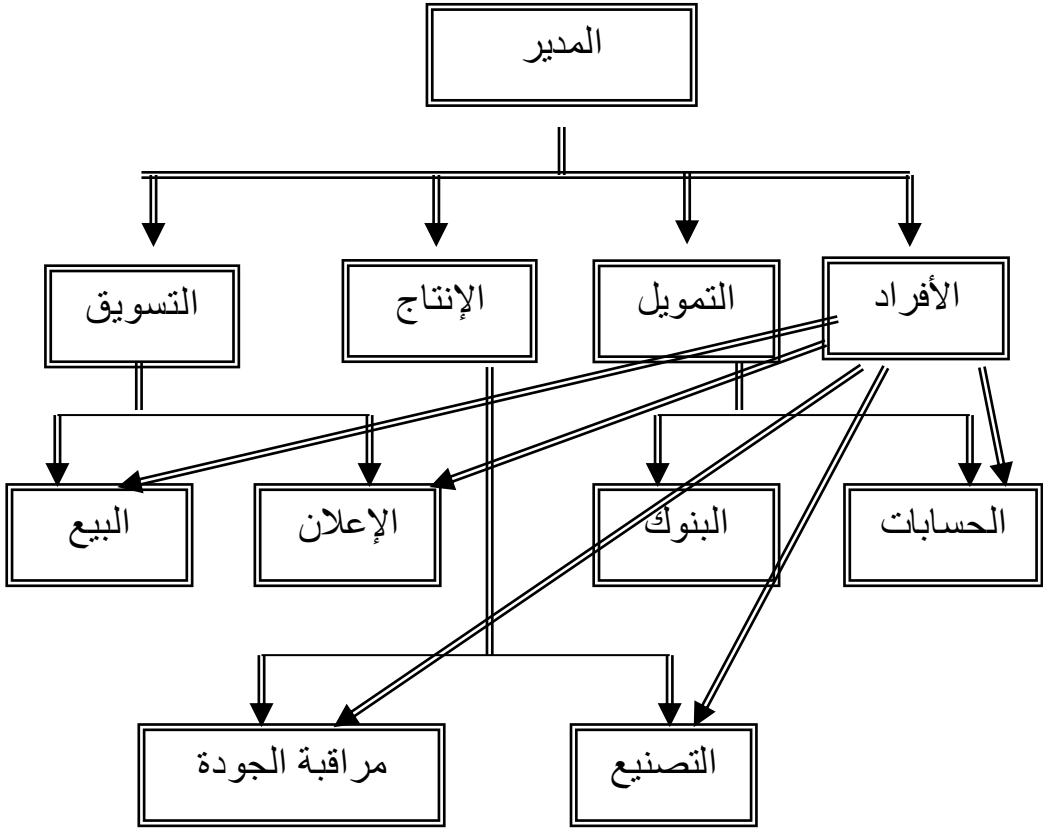 المدير
الأفراد
التمويل
الإنتاج
التسويق
الحسابات
البنوك
الإعلان
البيع
التصنيع
مراقبة الجودة